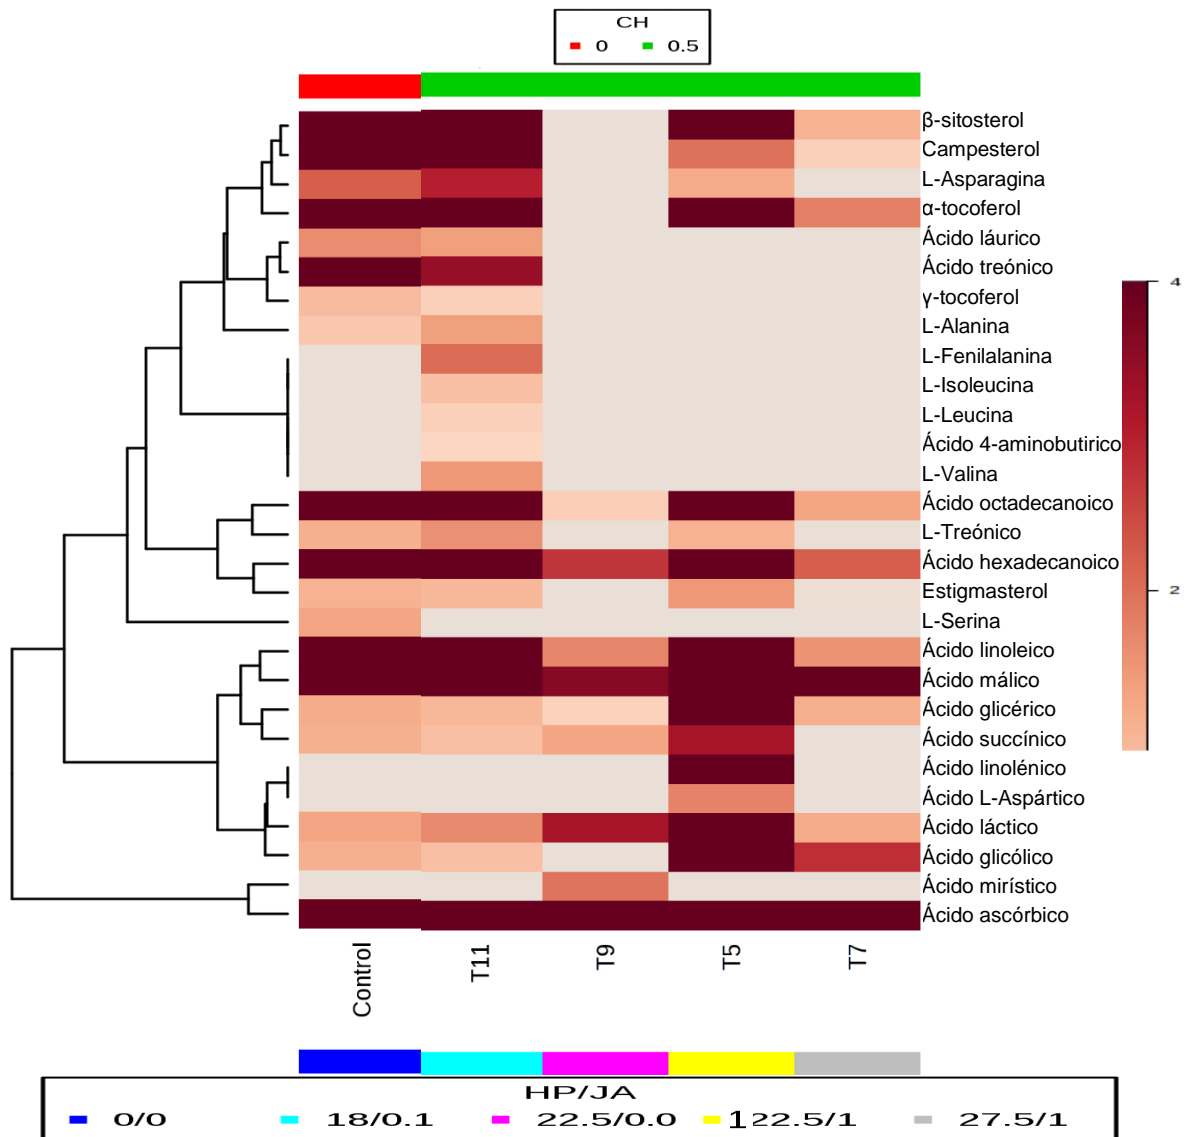 CH
0 0.5
β-sitosterol
Campesterol
L-Asparagina
α-tocoferol
Ácido láurico
Ácido treónico
γ-tocoferol
L-Alanina
L-Fenilalanina
L-Isoleucina
L-Leucina
Ácido 4-aminobutirico
L-Valina
Ácido octadecanoico
L-Treónico
Ácido hexadecanoico
Estigmasterol
L-Serina
Ácido linoleico
Ácido málico
Ácido glicérico
Ácido succínico
Ácido linolénico
Ácido L-Aspártico
Ácido láctico
Ácido glicólico
Ácido mirístico
Ácido ascórbico
4
2
Control T11 T9 T5 T7
HP/JA
0/0 18/0.1 22.5/0.0 122.5/1 27.5/1